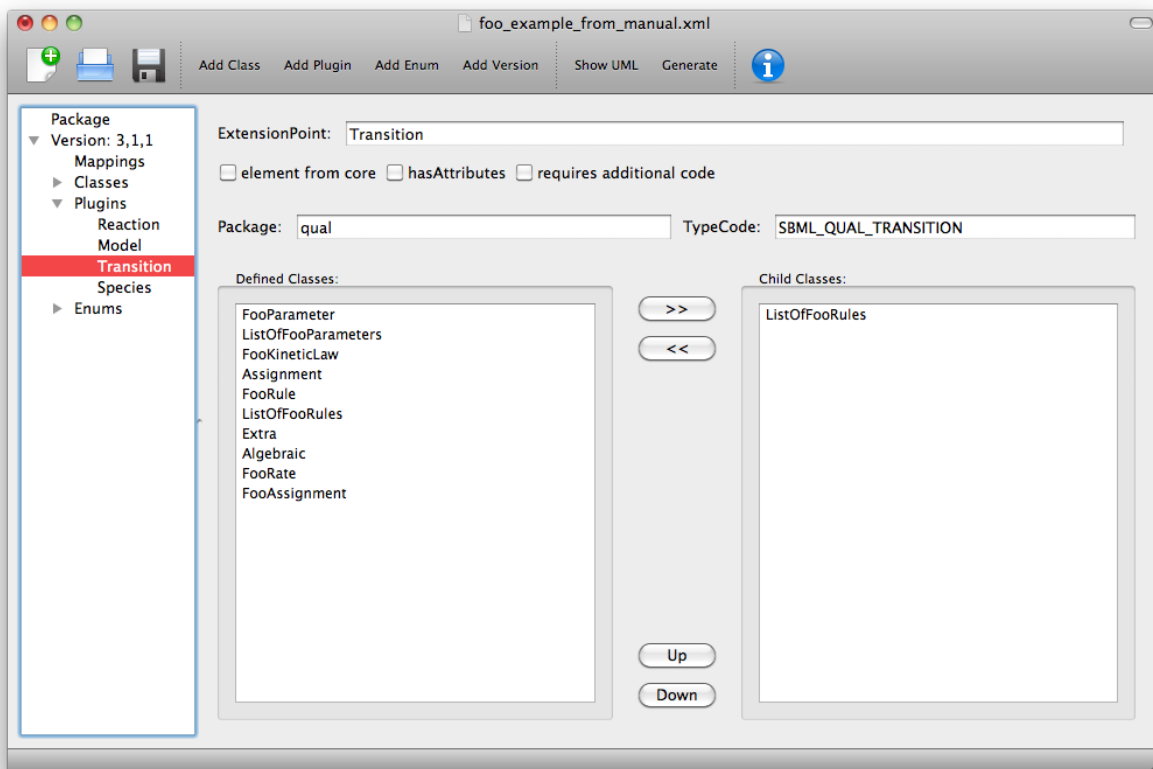 foo_example_from_manual.xml
Add Class Add Plugin Add Enum Add Version Show UML Generate
Package
Version: 3,1,1
Mappings
Classes
Plugins
Reaction
Model
Transition
Species
Enums
ExtensionPoint: Transition
element from core hasAttributes requires additional code
Package: qual TypeCode: SBML_QUAL_TRANSITION
Defined Classes:
FooParameter
ListOfFooParameters
FooKineticLaw
Assignment
FooRule
ListOfFooRules
Extra
Algebraic
FooRate
FooAssignment
>>
<<
Up
Down
Child Classes:
ListOfFooRules